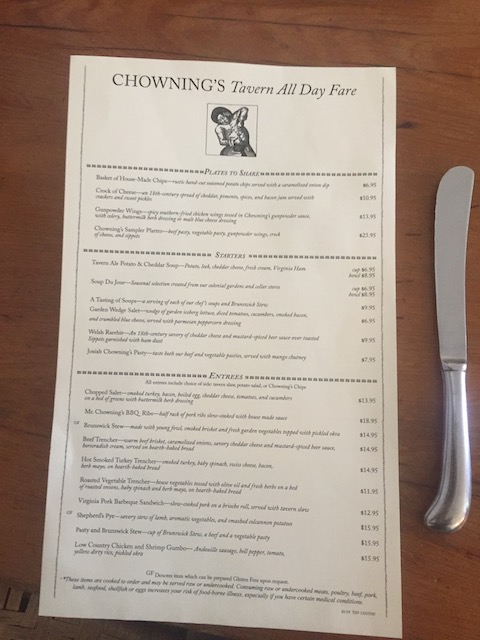 CHOWNING'S Tavern All Day Fare
PLATES TO SHARE
Basket of House-Made Chips—rustic hand-cut seasoned potato chips served with a caramelized onion dip $6.95
Crock of Cheese—an 18th-century spread of cheddar, pimento, spices, and bacon jam served with
crackers and sweet pickles $10.95
Gunpowder Wings—spicy southern-fried chicken wings tossed in Chowning's gunpowder sauce,
with celery, buttermilk herb dressing or malt blue cheese dressing $13.95
Chowning's Sampler Platter—beef pasty, vegetable pasty, gunpowder wings, crock
of cheese, and sippets $25.95
STARTERS
Tavern Ale Potato & Cheddar Soup—Potato, leek, cheddar cheese, fresh cream, Virginia Ham cup $6.95
bowl $8.95
Soup Du Jour—Seasonal selection created from our colonial gardens and cellar stores cup $6.95
bowl $8.95
A Tasting of Soups—a serving of each of our chef's soups and Brunswick Stew $9.95
Garden Wedge Salet—wedge of garden iceberg lettuce, diced tomatoes, cucumbers, smoked bacon,
and crumbled blue cheese, served with parmesan peppercorn dressing $6.95
Welsh Rarebit—An 18th-century savory of cheddar cheese and mustard-spiced beer sauce over toasted
Sippets garnished with ham dust $9.95
Josiah Chowning's Pasty—taste both our beef and vegetable pasties, served with mango chutney $7.95
ENTREES
All entrees include choice of side: tavern slaw, potato salad, or Chowning's Chips
Chopped Salet—smoked turkey, bacon, boiled egg, cheddar cheese, tomatoes, and cucumbers
on a bed of greens with buttermilk herb dressing $13.95
Mr. Chowning's BBQ Ribs—half rack of pork ribs slow-cooked with house made sauce $18.95
GF Brunswick Stew—made with young fowl, smoked brisket and fresh garden vegetables topped with pickled okra $14.95
Beef Trencher—warm beef brisket, caramelized onions, savory cheddar cheese and mustard-spiced beer sauce,
horseradish cream, served on hearth-baked bread $14.95
Hot Smoked Turkey Trencher—smoked turkey, baby spinach, swiss cheese, bacon,
herb mayo, on hearth-baked bread $14.95
Roasted Vegetable Trencher—house vegetables tossed with olive oil and fresh herbs on a bed
of roasted onions, baby spinach and herb mayo, on hearth-baked bread $11.95
Virginia Pork Barbeque Sandwich—slow-cooked pork on a brioche roll, served with tavern slaw $12.95
GF Shepherd's Pye—savory stew of lamb, aromatic vegetables, and smashed colcannon potatoes $15.95
Pasty and Brunswick Stew—cup of Brunswick Stew, a beef and a vegetable pasty $15.95
Low Country Chicken and Shrimp Gumbo—Andouille sausage, bell pepper, tomato,
yellow dirty rice, pickled okra $15.95
GF Denotes item which can be prepared Gluten Free upon request.
*These items are cooked to order and may be served raw or undercooked. Consuming raw or undercooked meats, poultry, beef, pork,
lamb, seafood, shellfish or eggs increases your risk of food-borne illness, especially if you have certain medical conditions.